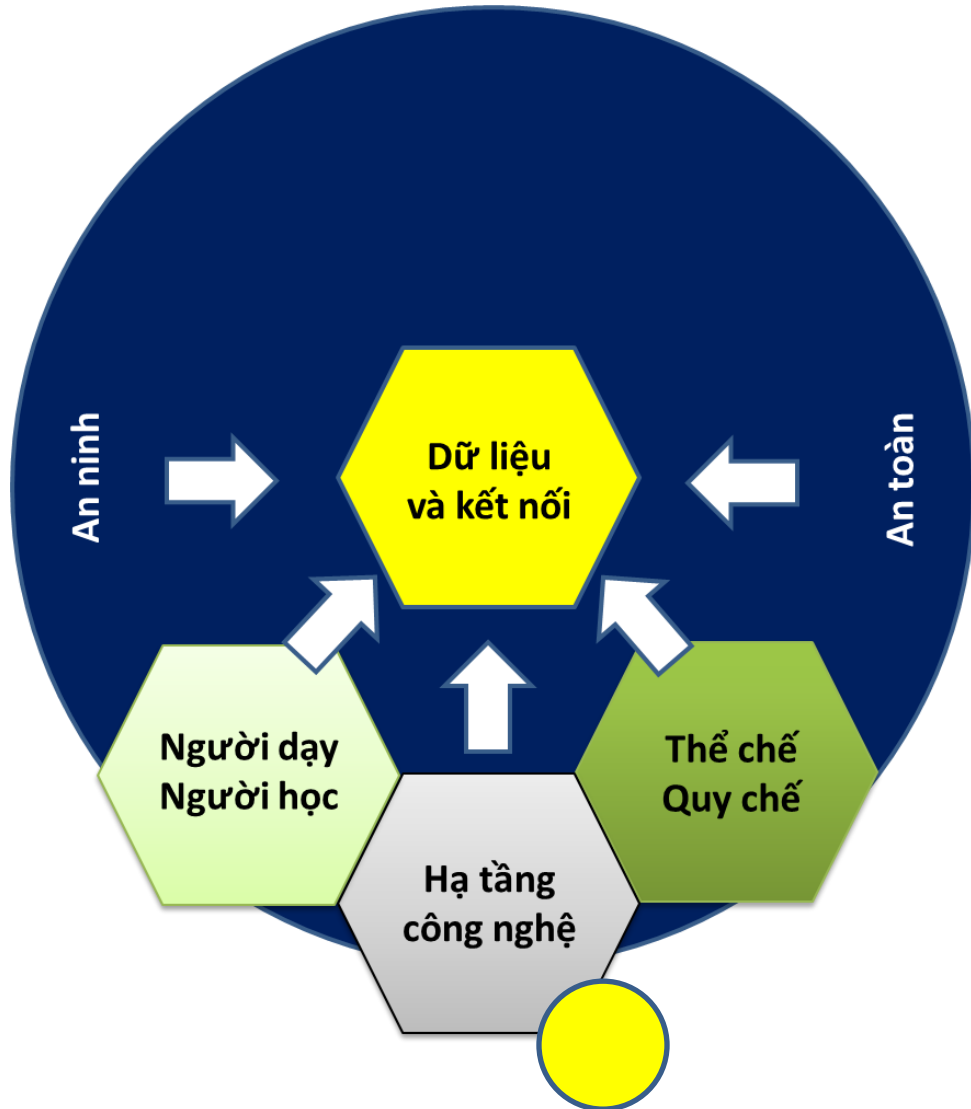 An ninh
Dữ liệu
và kết nối
An toàn
Người dạy
Người học
Thể chế
Quy chế
Hạ tầng
công nghệ